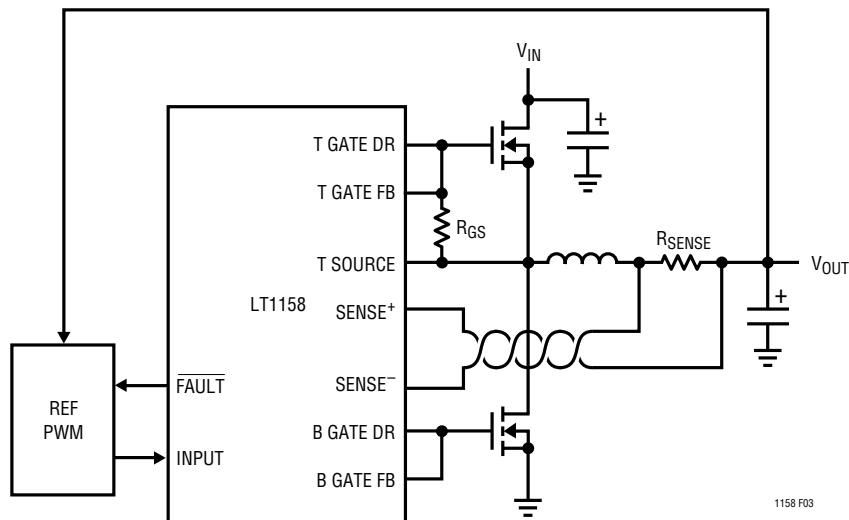 V_IN
T GATE DR
T GATE FB
R_GS
T SOURCE
R_SENSE
V_OUT
LT1158
SENSE⁺
SENSE⁻
REF
PWM
F̅A̅U̅L̅T̅
INPUT
B GATE DR
B GATE FB
+
+
1158 F03